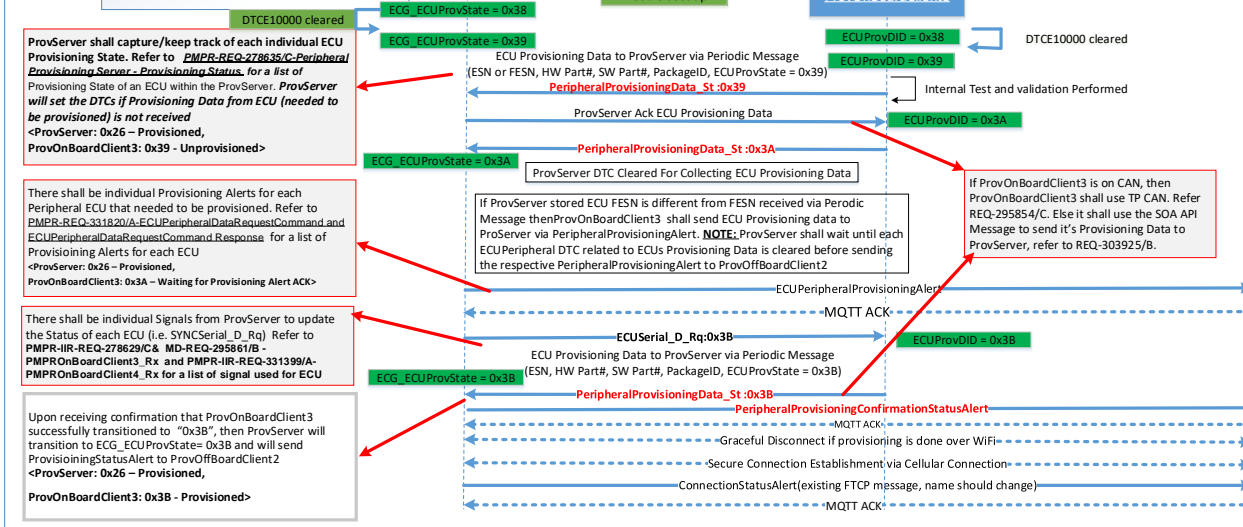 ECG_ECUProvState = 0x38
DTCE10000 cleared
ECG_ECUProvState = 0x39
ECUProvDID = 0x38
DTCE10000 cleared
ECUProvDID = 0x39
ProvServer shall capture/keep track of each individual ECU
Provisioning State. Refer to PMPR-REQ-278635/C-Peripheral
Provisioning Server - Provisioning Status for a list of
Provisioning State of an ECU within the ProvServer. ProvServer
will set the DTCs if Provisioning Data from ECU (needed to
be provisioned) is not received
<ProvServer: 0x26 – Provisioned,
ProvOnBoardClient3: 0x39 - Unprovisioned>
ECU Provisioning Data to ProvServer via Periodic Message
(ESN or FESN, HW Part#, SW Part#, PackageID, ECUProvState = 0x39)
PeripheralProvisioningData_St :0x39
Internal Test and validation Performed
ProvServer Ack ECU Provisioning Data
ECUProvDID = 0x3A
PeripheralProvisioningData_St :0x3A
ECG_ECUProvState = 0x3A
ProvServer DTC Cleared For Collecting ECU Provisioning Data
If ProvOnBoardClient3 is on CAN, then
ProvOnBoardClient3 shall use TP CAN. Refer
REQ-295854/C. Else it shall use the SOA API
Message to send it's Provisioning Data to
ProvServer, refer to REQ-303925/B.
There shall be individual Provisioning Alerts for each
Peripheral ECU that needed to be provisioned. Refer to
PMPR-REQ-331820/A-ECUPeripheralDataRequestCommand and
ECUPeripheralDataRequestCommand Response for a list of
Provisioining Alerts for each ECU
<ProvServer: 0x26 – Provisioned,
ProvOnBoardClient3: 0x3A – Waiting for Provisioning Alert ACK>
If ProvServer stored ECU FESN is different from FESN received via Perodic
Message thenProvOnBoardClient3 shall send ECU Provisioning data to
ProServer via PeripheralProvisioningAlert. NOTE: ProvServer shall wait until each
ECUPeripheral DTC related to ECUs Provisioning Data is cleared before sending
the respective PeripheralProvisioningAlert to ProvOffBoardClient2
ECUPeripheralProvisioningAlert
MQTT ACK
There shall be individual Signals from ProvServer to update
the Status of each ECU (i.e. SYNCSerial_D_Rq) Refer to
PMPR-IIR-REQ-278629/C& MD-REQ-295861/B -
PMPROnBoardClient3_Rx and PMPR-IIR-REQ-331399/A-
PMPROnBoardClient4_Rx for a list of signal used for ECU
ECUSerial_D_Rq:0x3B
ECUProvDID = 0x3B
ECU Provisioning Data to ProvServer via Periodic Message
(ESN, HW Part#, SW Part#, PackageID, ECUProvState = 0x3B)
ECG_ECUProvState = 0x3B
PeripheralProvisioningData_St :0x3B
PeripheralProvisioningConfirmationStatusAlert
MQTT ACK
Upon receiving confirmation that ProvOnBoardClient3
successfully transitioned to “0x3B”, then ProvServer will
transition to ECG_ECUProvState= 0x3B and will send
ProvisioiningStatusAlert to ProvOffBoardClient2
<ProvServer: 0x26 – Provisioned,
ProvOnBoardClient3: 0x3B - Provisioned>
Graceful Disconnect if provisioning is done over WiFi
Secure Connection Establishment via Cellular Connection
ConnectionStatusAlert(existing FTCP message, name should change)
MQTT ACK